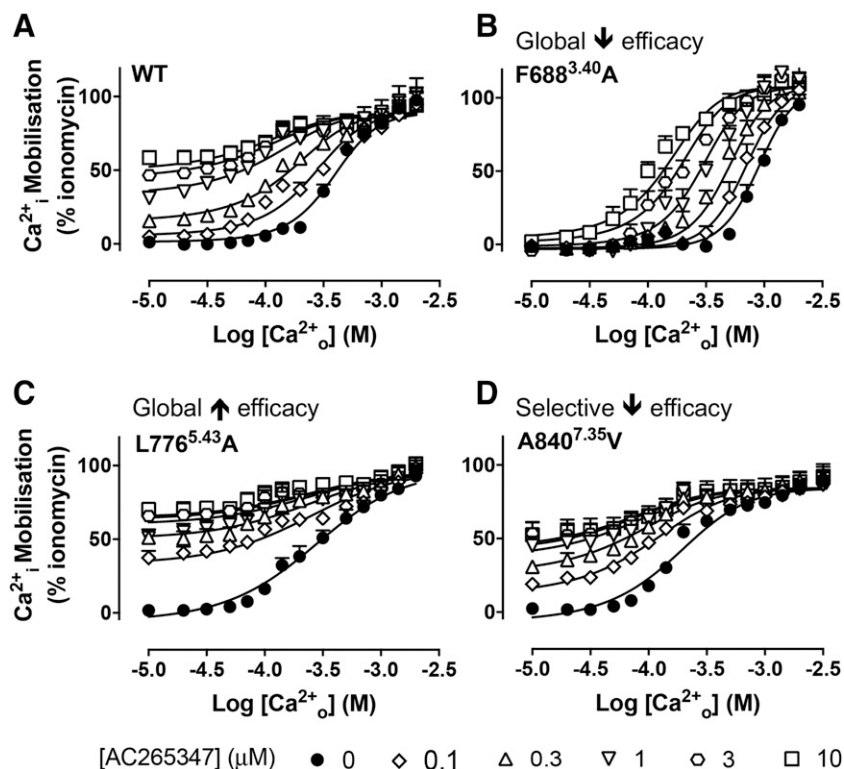 A
WT
Ca²⁺ᵢ Mobilisation
(% ionomycin)
100
50
0
-5.0 -4.5 -4.0 -3.5 -3.0 -2.5
Log [Ca²⁺ₒ] (M)
B
Global ↓ efficacy
F688³·⁴⁰A
100
50
0
-5.0 -4.5 -4.0 -3.5 -3.0 -2.5
Log [Ca²⁺ₒ] (M)
C
Global ↑ efficacy
L776⁵·⁴³A
Ca²⁺ᵢ Mobilisation
(% ionomycin)
100
50
0
-5.0 -4.5 -4.0 -3.5 -3.0 -2.5
Log [Ca²⁺ₒ] (M)
D
Selective ↓ efficacy
A840⁷·³⁵V
100
50
0
-5.0 -4.5 -4.0 -3.5 -3.0 -2.5
Log [Ca²⁺ₒ] (M)
[AC265347] (μM) ● 0 ◇ 0.1 △ 0.3 ▽ 1 ○ 3 □ 10